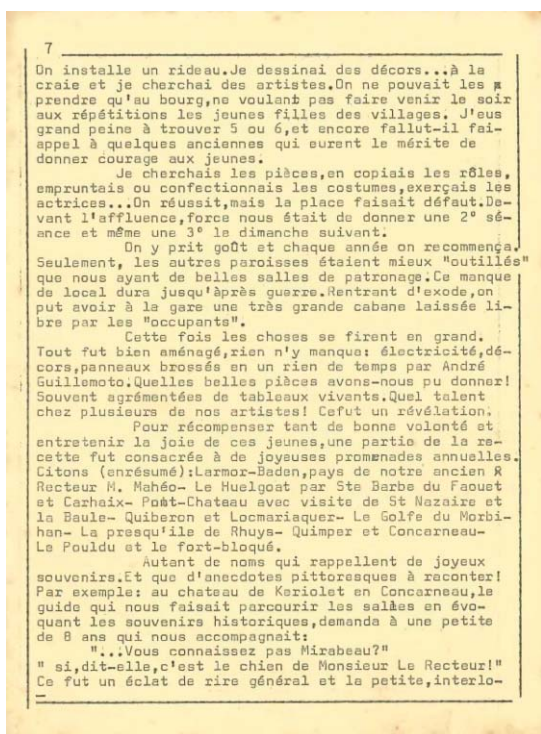 7
On installe un rideau.Je dessinai des décors...à la
craie et je cherchai des artistes.On ne pouvait les p
prendre qu'au bourg,ne voulant pas faire venir le soir
aux répétitions les jeunes filles des villages. J'eus
grand peine à trouver 5 ou 6,et encore fallut-il fai-
appel à quelques anciennes qui eurent le mérite de
donner courage aux jeunes.
Je cherchais les pièces,en copiais les rôles,
empruntais ou confectionnais les costumes,exerçais les
actrices...On réussit,mais la place faisait défaut.De-
vant l'affluence,force nous était de donner une 2° sé-
ance et même une 3° le dimanche suivant.
On y prit goût et chaque année on recommença.
Seulement, les autres paroisses étaient mieux "outillés"
que nous ayant de belles salles de patronage.Ce manque
de local dura jusqu'àprès guerre.Rentrant d'exode,on
put avoir à la gare une très grande cabane laissée li-
bre par les "occupants".
Cette fois les choses se firent en grand.
Tout fut bien aménagé,rien n'y manqua: électricité,dé-
cors,panneaux brossés en un rien de temps par André
Guillemoto.Quelles belles pièces avons-nous pu donner!
Souvent agrémentées de tableaux vivants.Quel talent
chez plusieurs de nos artistes! Cefut un révélation.
Pour récompenser tant de bonne volonté et
entretenir la joie de ces jeunes,une partie de la re-
cette fut consacrée à de joyeuses promenades annuelles.
Citons (enrésumé):Larmor-Baden,pays de notre ancien R
Recteur M. Mahéo- Le Huelgoat par Ste Barbe du Faouet
et Carhaix- Pont-Chateau avec visite de St Nazaire et
la Baule- Quiberon et Locmariaquer- Le Golfe du Morbi-
han- La presqu'ile de Rhuys- Quimper et Concarneau-
Le Pouldu et le fort-bloqué.
Autant de noms qui rappellent de joyeux
souvenirs.Et que d'anecdotes pittoresques à raconter!
Par exemple: au chateau de Keriolet en Concarneau,le
guide qui nous faisait parcourir les salles en évo-
quant les souvenirs historiques,demanda à une petite
de 8 ans qui nous accompagnait:
"...Vous connaissez pas Mirabeau?"
" si,dit-elle,c'est le chien de Monsieur Le Recteur!"
Ce fut un éclat de rire général et la petite,interlo-